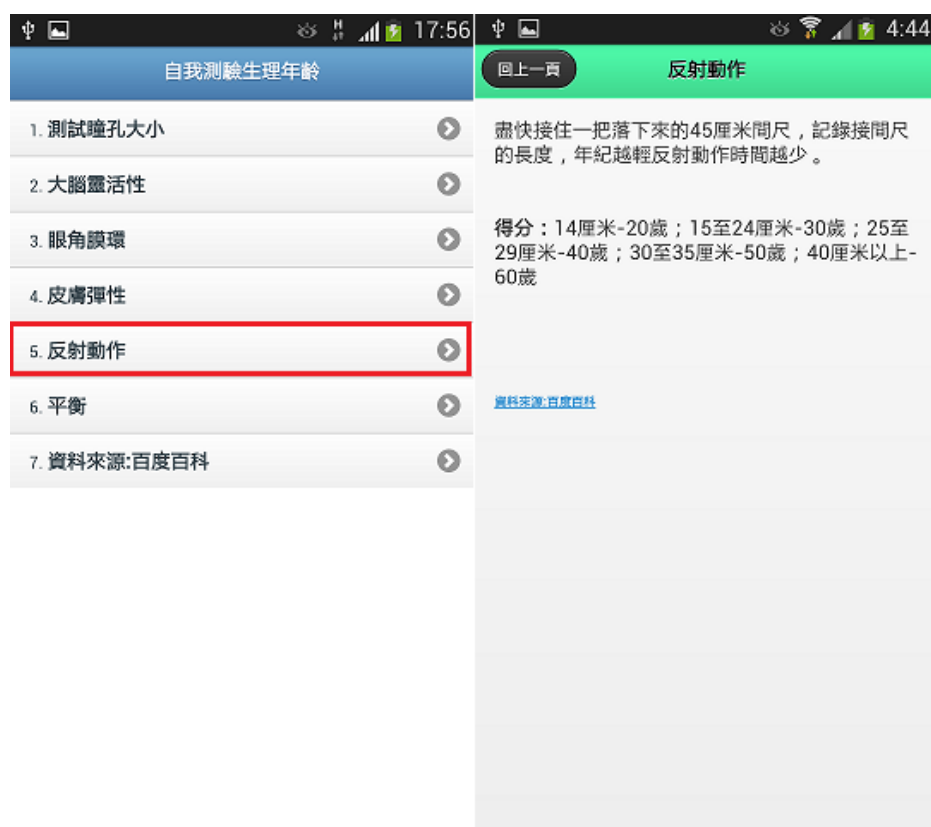 H 17:56
自我測驗生理年齡
1. 測試瞳孔大小
2. 大腦靈活性
3. 眼角膜環
4. 皮膚彈性
5. 反射動作
6. 平衡
7. 資料來源:百度百科
4:44
回上一頁
反射動作
盡快接住一把落下來的45厘米間尺，記錄接間尺
的長度，年紀越輕反射動作時間越少。
得分：14厘米-20歲；15至24厘米-30歲；25至
29厘米-40歲；30至35厘米-50歲；40厘米以上-
60歲
資料來源:百度百科